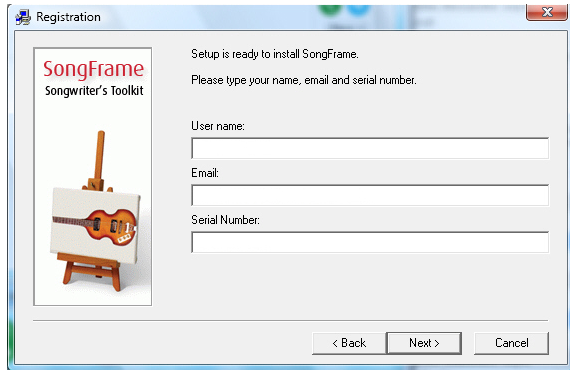 Registration
SongFrame
Songwriter's Toolkit
Setup is ready to install SongFrame.
Please type your name, email and serial number.
User name:
Email:
Serial Number:
< Back
Next >
Cancel